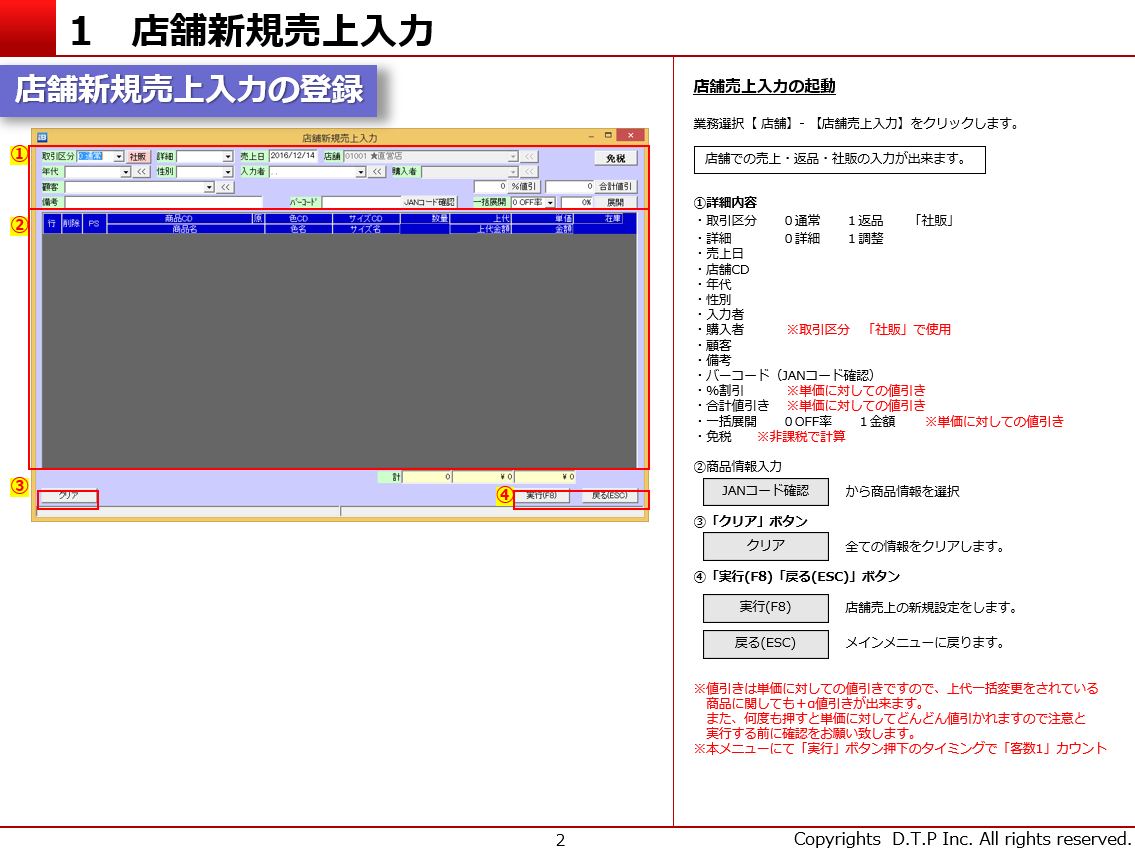 1　店舗新規売上入力
店舗新規売上入力の登録
店舗新規売上入力
①
取引区分 0 通常 社販 詳細 売上日 2016/12/14 店舗 01001 ★直営店 << 免税
年代 << 性別 入力者 . . << 購入者 <<
顧客 << 0 %値引 0 合計値引
備考 バーコード JANコード確認 一括展開 0 OFF率 0% 展開
②
行 削除 PS 商品CD 原 色CD サイズCD 数量 上代 単価 在庫
商品名 色名 サイズ名 上代金額 金額
計 0 ¥ 0 ¥ 0
③ クリア ④ 実行(F8) 戻る(ESC)
店舗売上入力の起動
業務選択【 店舗】- 【店舗売上入力】をクリックします。
店舗での売上・返品・社販の入力が出来ます。
①詳細内容
・取引区分　　０通常　　１返品　　「社販」
・詳細　　　　０詳細　　１調整
・売上日
・店舗CD
・年代
・性別
・入力者
・購入者　　　※取引区分　「社販」で使用
・顧客
・備考
・バーコード（JANコード確認）
・％割引　　　※単価に対しての値引き
・合計値引き　※単価に対しての値引き
・一括展開　　０OFF率　　１金額　　※単価に対しての値引き
・免税　　※非課税で計算
②商品情報入力
JANコード確認　から商品情報を選択
③「クリア」ボタン
クリア　全ての情報をクリアします。
④「実行(F8)「戻る(ESC)」ボタン
実行(F8)　店舗売上の新規設定をします。
戻る(ESC)　メインメニューに戻ります。
※値引きは単価に対しての値引きですので、上代一括変更をされている
商品に関しても＋α値引きが出来ます。
また、何度も押すと単価に対してどんどん値引かれますので注意と
実行する前に確認をお願い致します。
※本メニューにて「実行」ボタン押下のタイミングで「客数1」カウント
2
Copyrights D.T.P Inc. All rights reserved.